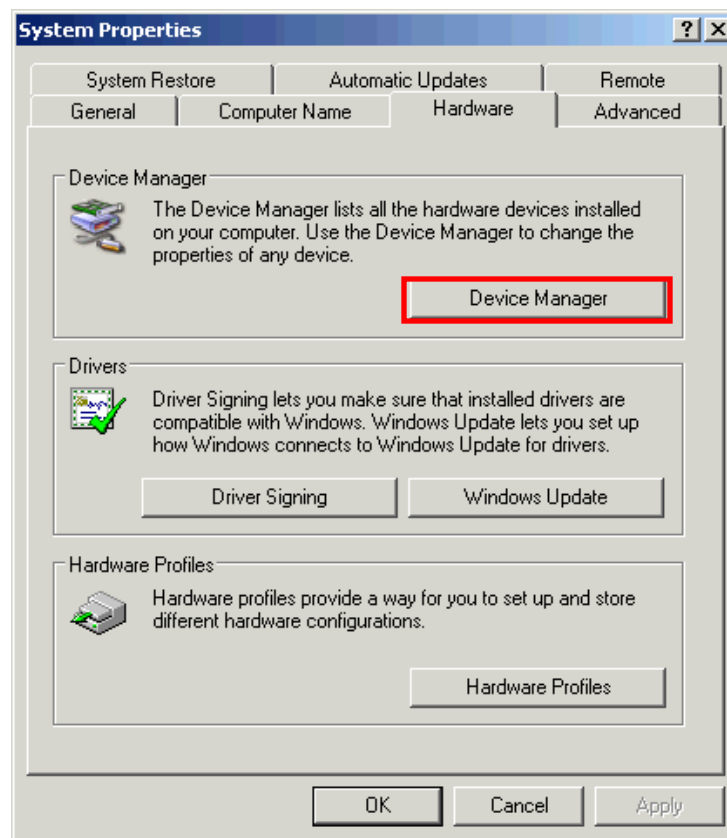 System Properties
System Restore
Automatic Updates
Remote
General
Computer Name
Hardware
Advanced
Device Manager
The Device Manager lists all the hardware devices installed
on your computer. Use the Device Manager to change the
properties of any device.
Device Manager
Drivers
Driver Signing lets you make sure that installed drivers are
compatible with Windows. Windows Update lets you set up
how Windows connects to Windows Update for drivers.
Driver Signing
Windows Update
Hardware Profiles
Hardware profiles provide a way for you to set up and store
different hardware configurations.
Hardware Profiles
OK
Cancel
Apply